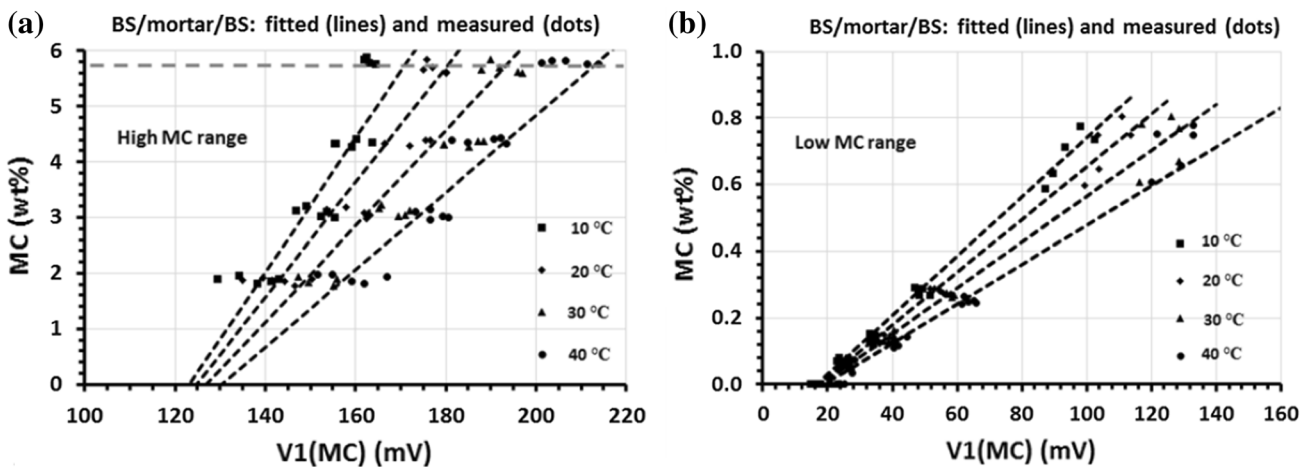 (a)
BS/mortar/BS: fitted (lines) and measured (dots)
6
5
4
3
2
1
0
MC (wt%)
High MC range
10 °C
20 °C
30 °C
40 °C
100 120 140 160 180 200 220
V1(MC) (mV)
(b)
BS/mortar/BS: fitted (lines) and measured (dots)
1.0
0.8
0.6
0.4
0.2
0.0
MC (wt%)
Low MC range
10 °C
20 °C
30 °C
40 °C
0 20 40 60 80 100 120 140 160
V1(MC) (mV)